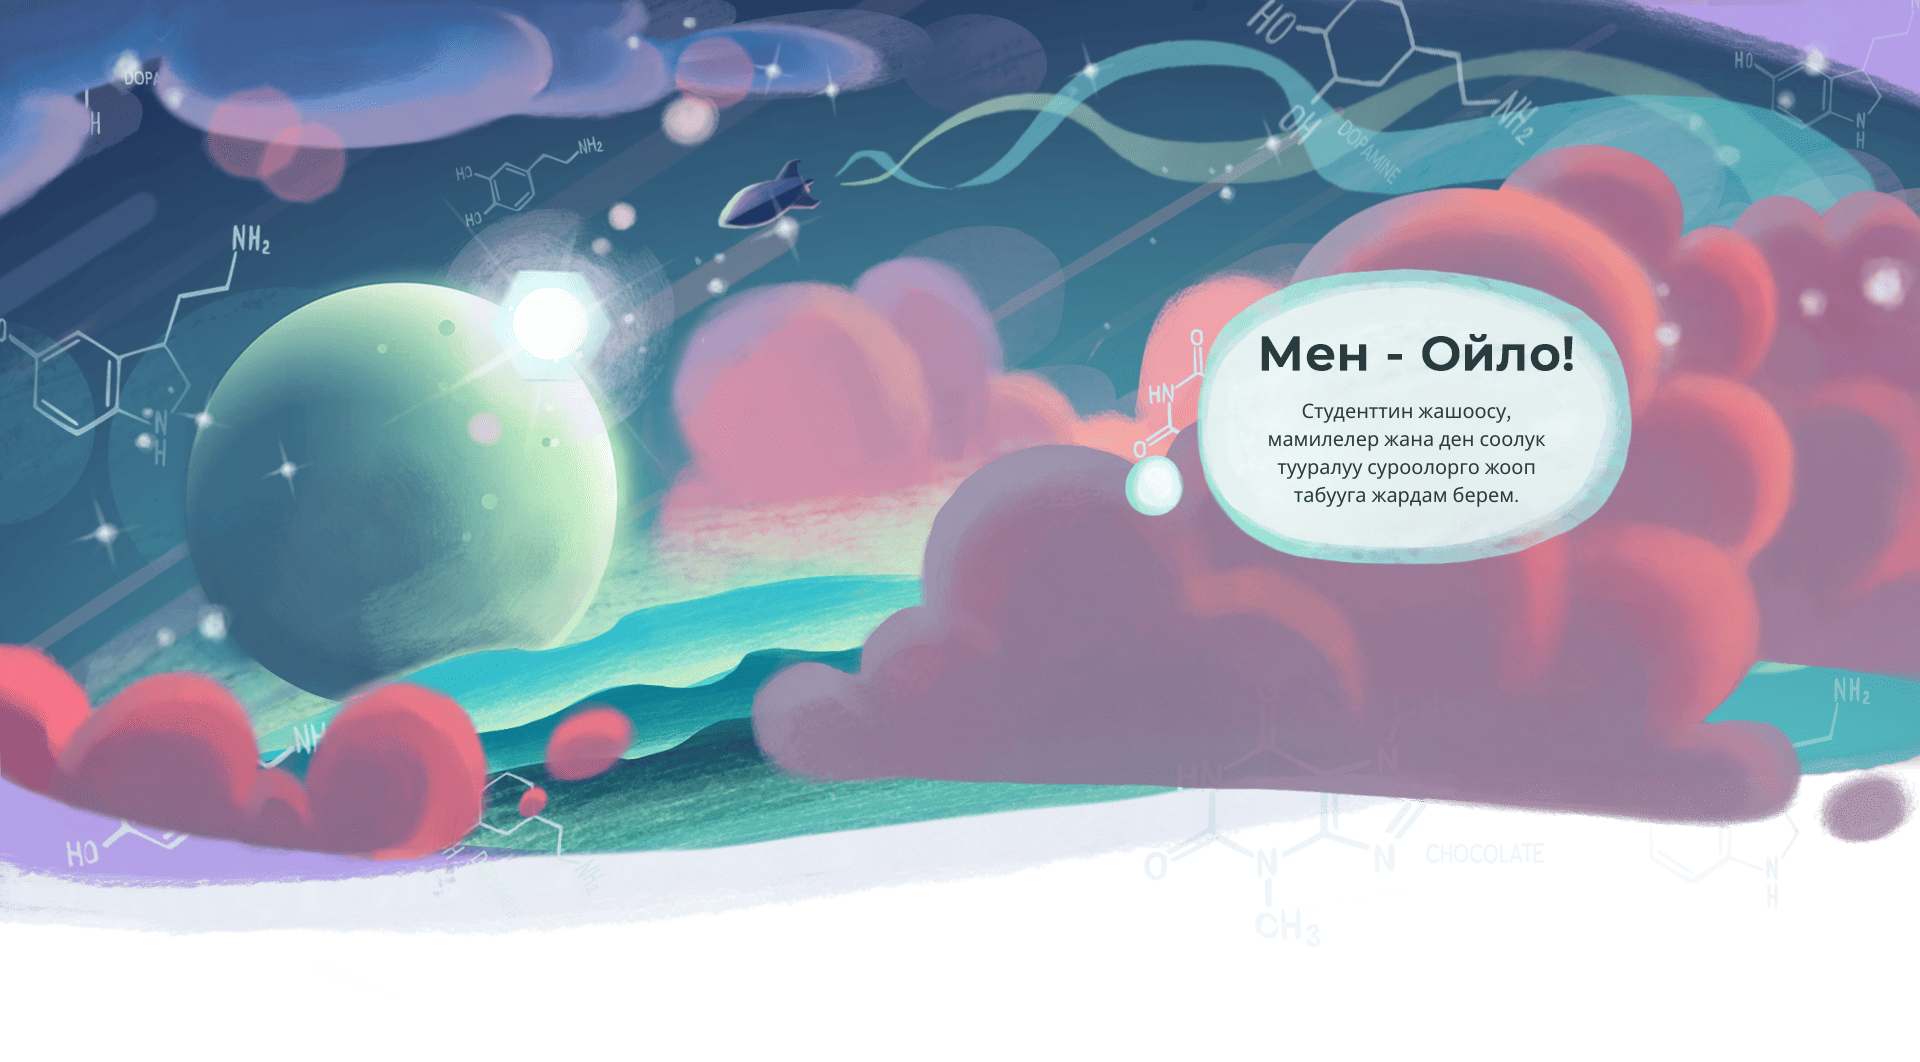 HO
OH
NH₂
DOPAMINE
HO
N
H
DOPA
H
NH₂
HO
HO
NH₂
N
H
Мен - Ойло!
Студенттин жашоосу,
мамилелер жана ден соолук
тууралуу суроолорго жооп
табууга жардам берем.
O
HN
O
NH₂
NH
HO
HN
N
O
N
N
CH₃
CHOCOLATE
N
H
NH₂